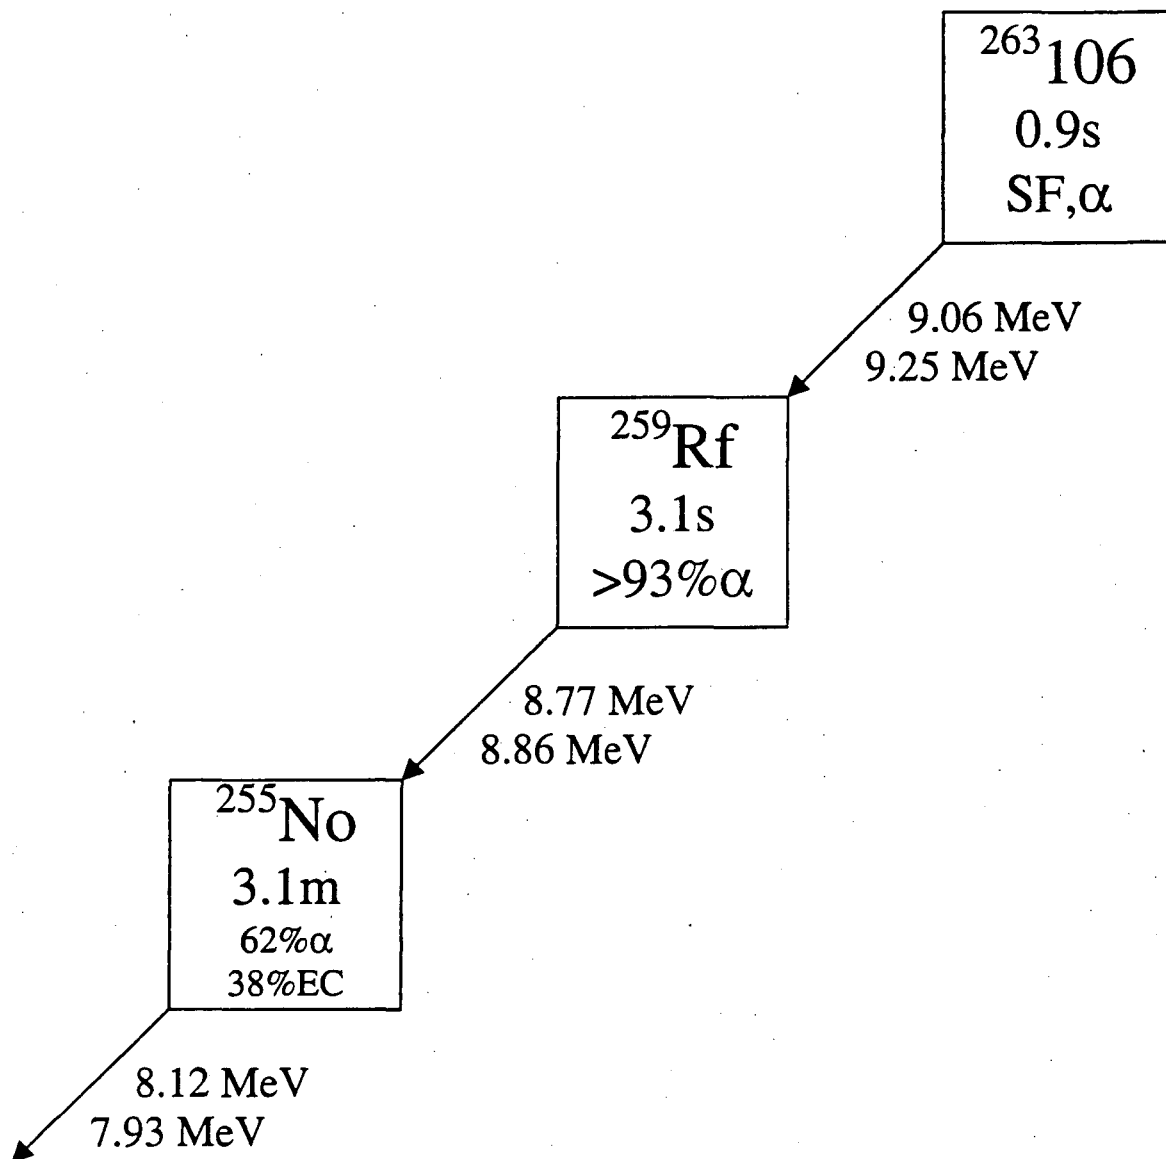 ²⁶³106
0.9s
SF,α
9.06 MeV
9.25 MeV
²⁵⁹Rf
3.1s
>93%α
8.77 MeV
8.86 MeV
²⁵⁵No
3.1m
62%α
38%EC
8.12 MeV
7.93 MeV